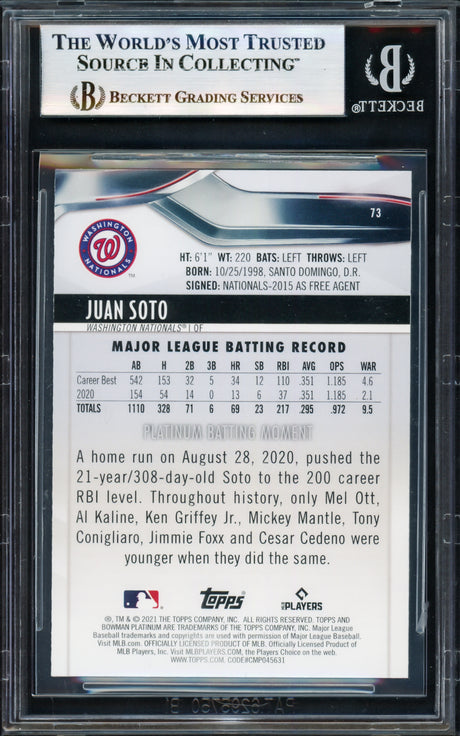 THE WORLD'S MOST TRUSTED
SOURCE IN COLLECTING™
B BECKETT GRADING SERVICES
B
BECKETT®
73
WASHINGTON NATIONALS
W
™
HT: 6'1" WT: 220 BATS: LEFT THROWS: LEFT
BORN: 10/25/1998, SANTO DOMINGO, D.R.
SIGNED: NATIONALS-2015 AS FREE AGENT
JUAN SOTO
WASHINGTON NATIONALS® | OF
MAJOR LEAGUE BATTING RECORD
AB H 2B 3B HR SB RBI AVG OPS WAR
Career Best 542 153 32 5 34 12 110 .351 1.185 4.6
2020 154 54 14 0 13 6 37 .351 1.185 2.1
TOTALS 1110 328 71 6 69 23 217 .295 .972 9.5
PLATINUM BATTING MOMENT
A home run on August 28, 2020, pushed the
21-year/308-day-old Soto to the 200 career
RBI level. Throughout history, only Mel Ott,
Al Kaline, Ken Griffey Jr., Mickey Mantle, Tony
Conigliaro, Jimmie Foxx and Cesar Cedeno were
younger when they did the same.
TOPPS
MLB PLAYERS
®, TM & © 2021 THE TOPPS COMPANY, INC. ALL RIGHTS RESERVED. TOPPS AND
BOWMAN PLATINUM ARE TRADEMARKS OF THE TOPPS COMPANY, INC. Major League
Baseball trademarks and copyrights are used with permission of Major League Baseball.
Visit MLB.com. OFFICIALLY LICENSED PRODUCT OF MLB. Officially Licensed Product of
MLB Players, Inc. Visit MLBPLAYERS.com, the Players Choice on the web.
WWW.TOPPS.COM. CODE#CMP045631